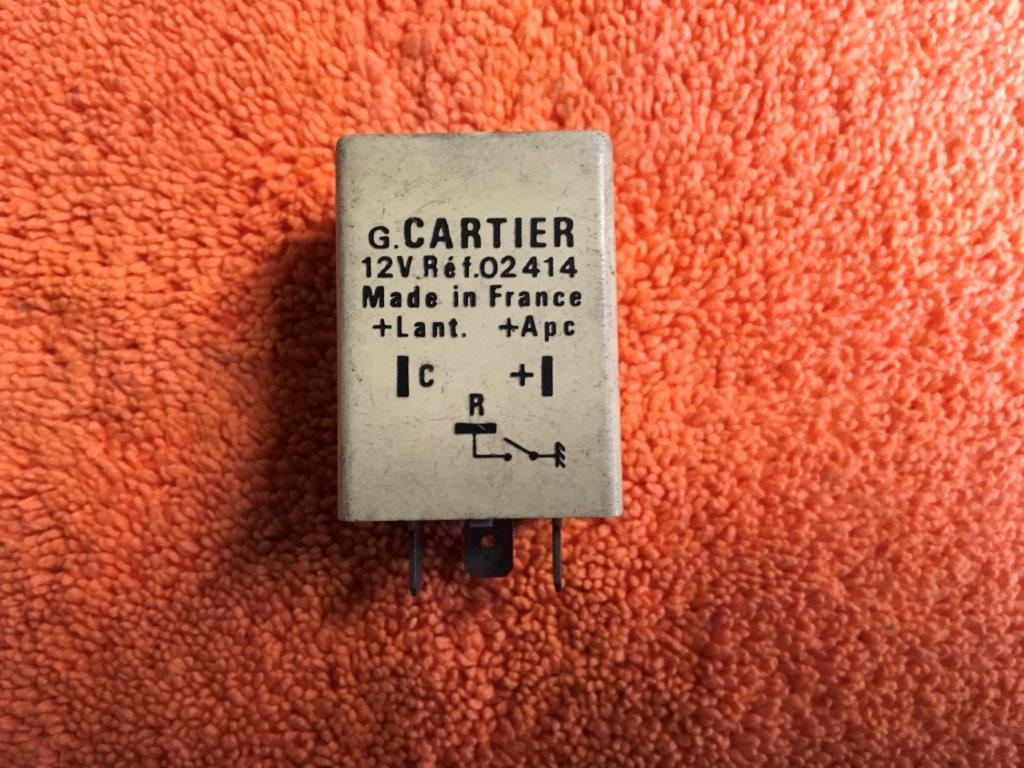 G. CARTIER
12V. Réf. 02414
Made in France
+Lant. +Apc
C +
R